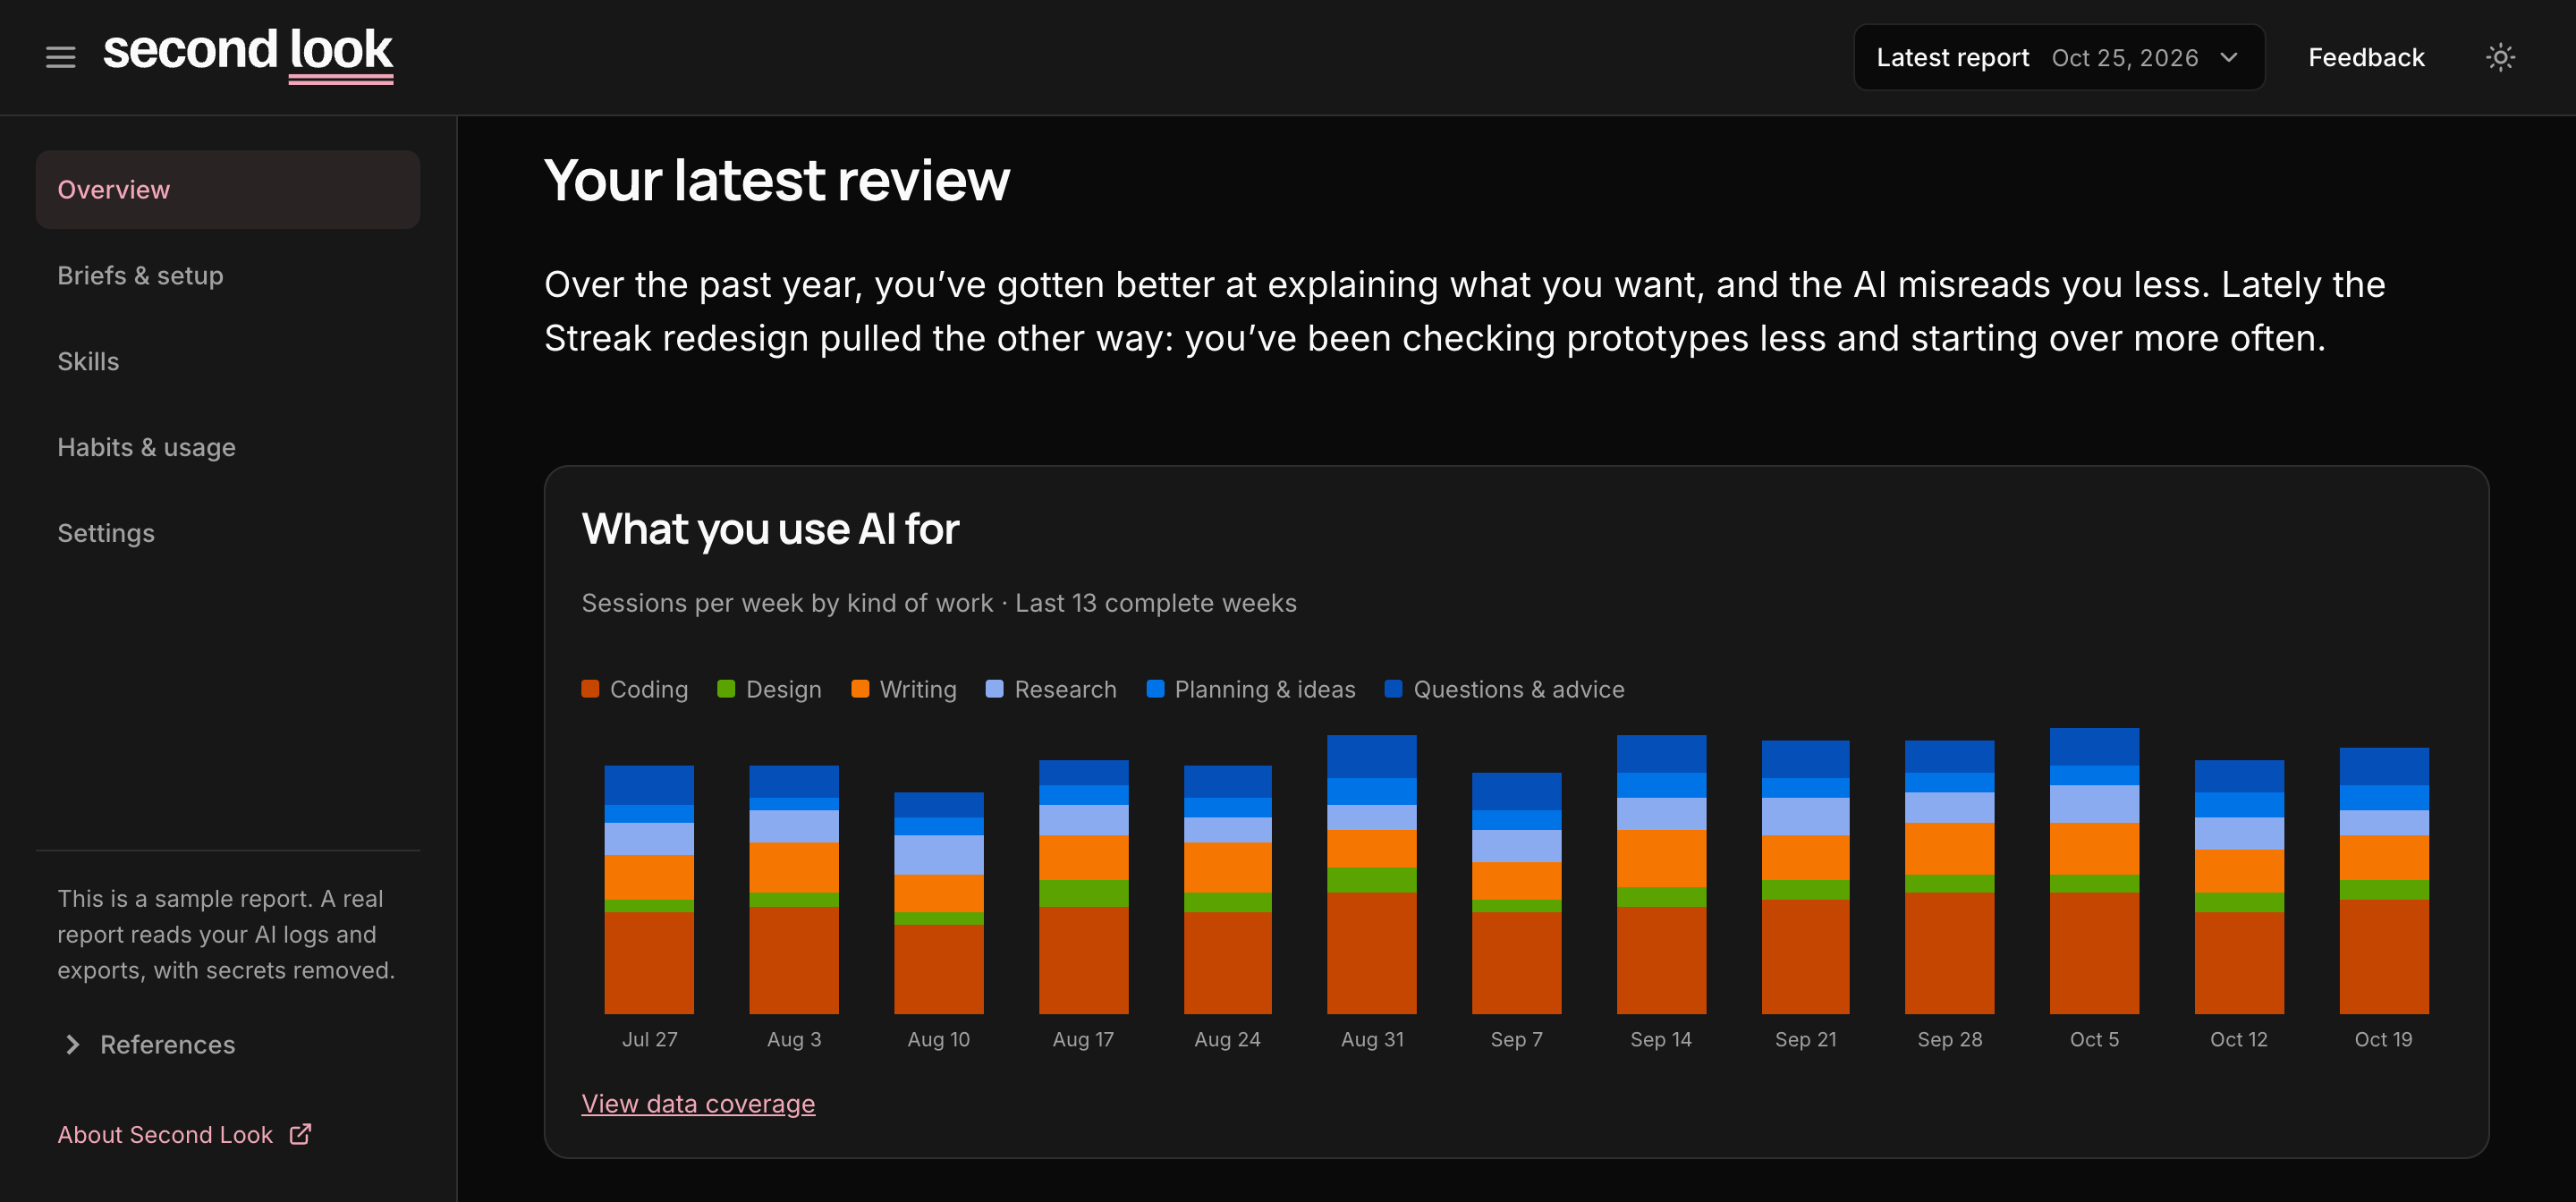 second look
Latest report Oct 25, 2026
Feedback
Overview
Briefs & setup
Skills
Habits & usage
Settings
This is a sample report. A real
report reads your AI logs and
exports, with secrets removed.
References
About Second Look
Your latest review
Over the past year, you’ve gotten better at explaining what you want, and the AI misreads you less. Lately the
Streak redesign pulled the other way: you’ve been checking prototypes less and starting over more often.
What you use AI for
Sessions per week by kind of work · Last 13 complete weeks
Coding Design Writing Research Planning & ideas Questions & advice
Jul 27 Aug 3 Aug 10 Aug 17 Aug 24 Aug 31 Sep 7 Sep 14 Sep 21 Sep 28 Oct 5 Oct 12 Oct 19
View data coverage